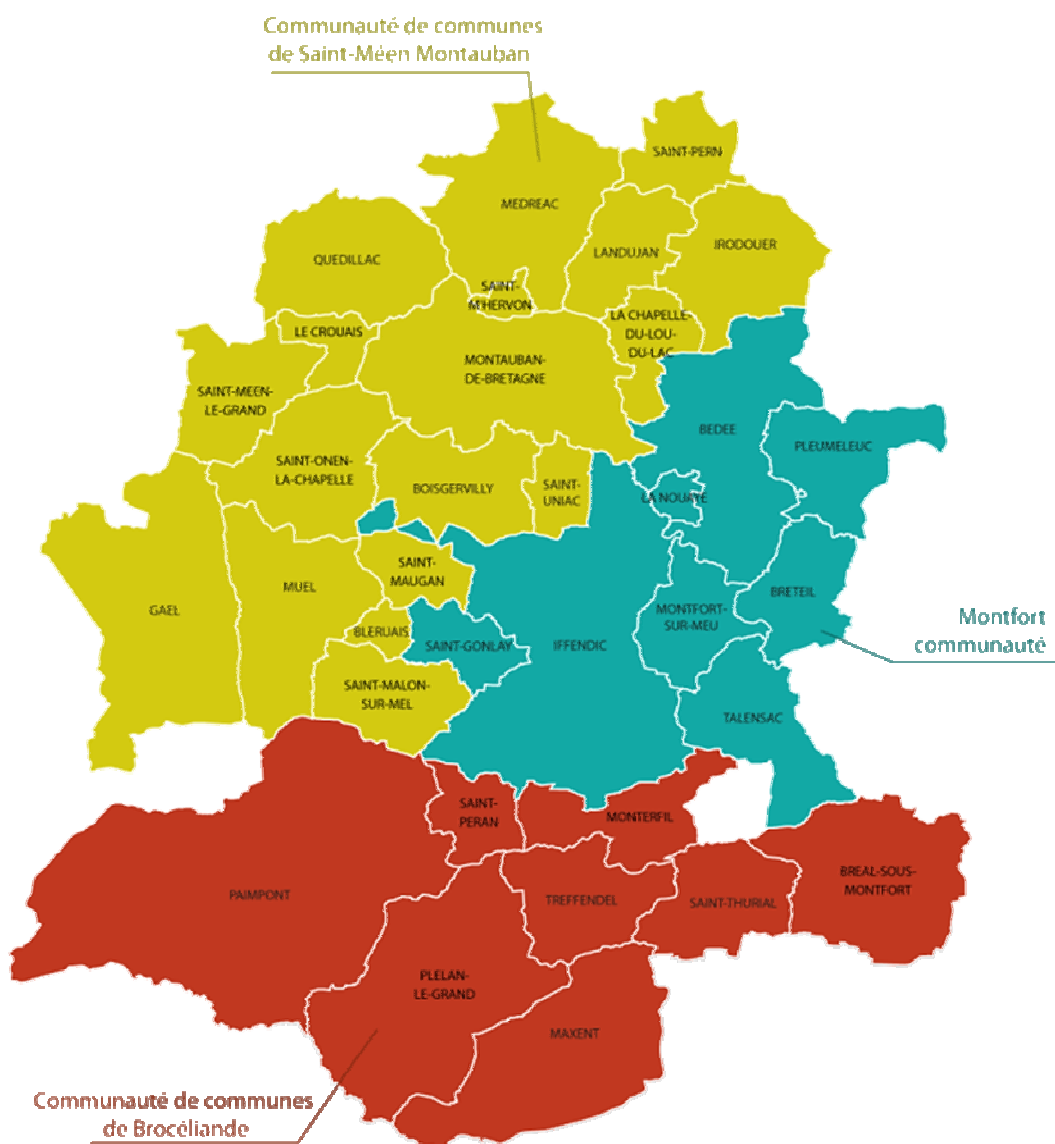 Communauté de communes
de Saint-Méen Montauban
SAINT-PERN
MEDREAC
IRODOUER
LANDUJAN
QUEDILLAC
SAINT-
M'HERVON
LA CHAPELLE-
DU-LOU-
DU-LAC
LE CROUAIS
MONTAUBAN-
DE-BRETAGNE
SAINT-MEEN-
LE-GRAND
BEDEE
PLEUMELEUC
SAINT-ONEN-
LA-CHAPELLE
BOISGERVILLY
SAINT-
UNIAC
LA NOUAYE
SAINT-
MAUGAN
MUEL
GAEL
BRETEIL
MONTFORT-
SUR-MEU
Montfort
communauté
BLERUAIS
SAINT-GONLAY
IFFENDIC
SAINT-MALON-
SUR-MEL
TALENSAC
SAINT-
PERAN
MONTERFIL
BREAL-SOUS-
MONTFORT
PAIMPONT
TREFFENDEL
SAINT-THURIAL
PLELAN-
LE-GRAND
MAXENT
Communauté de communes
de Brocéliande